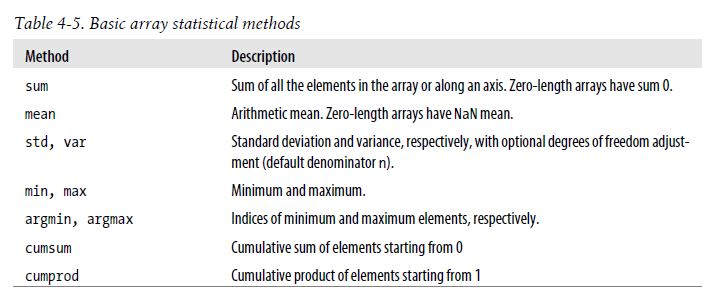 Table 4-5. Basic array statistical methods
Method Description
sum Sum of all the elements in the array or along an axis. Zero-length arrays have sum 0.
mean Arithmetic mean. Zero-length arrays have NaN mean.
std, var Standard deviation and variance, respectively, with optional degrees of freedom adjust-
ment (default denominator n).
min, max Minimum and maximum.
argmin, argmax Indices of minimum and maximum elements, respectively.
cumsum Cumulative sum of elements starting from 0
cumprod Cumulative product of elements starting from 1